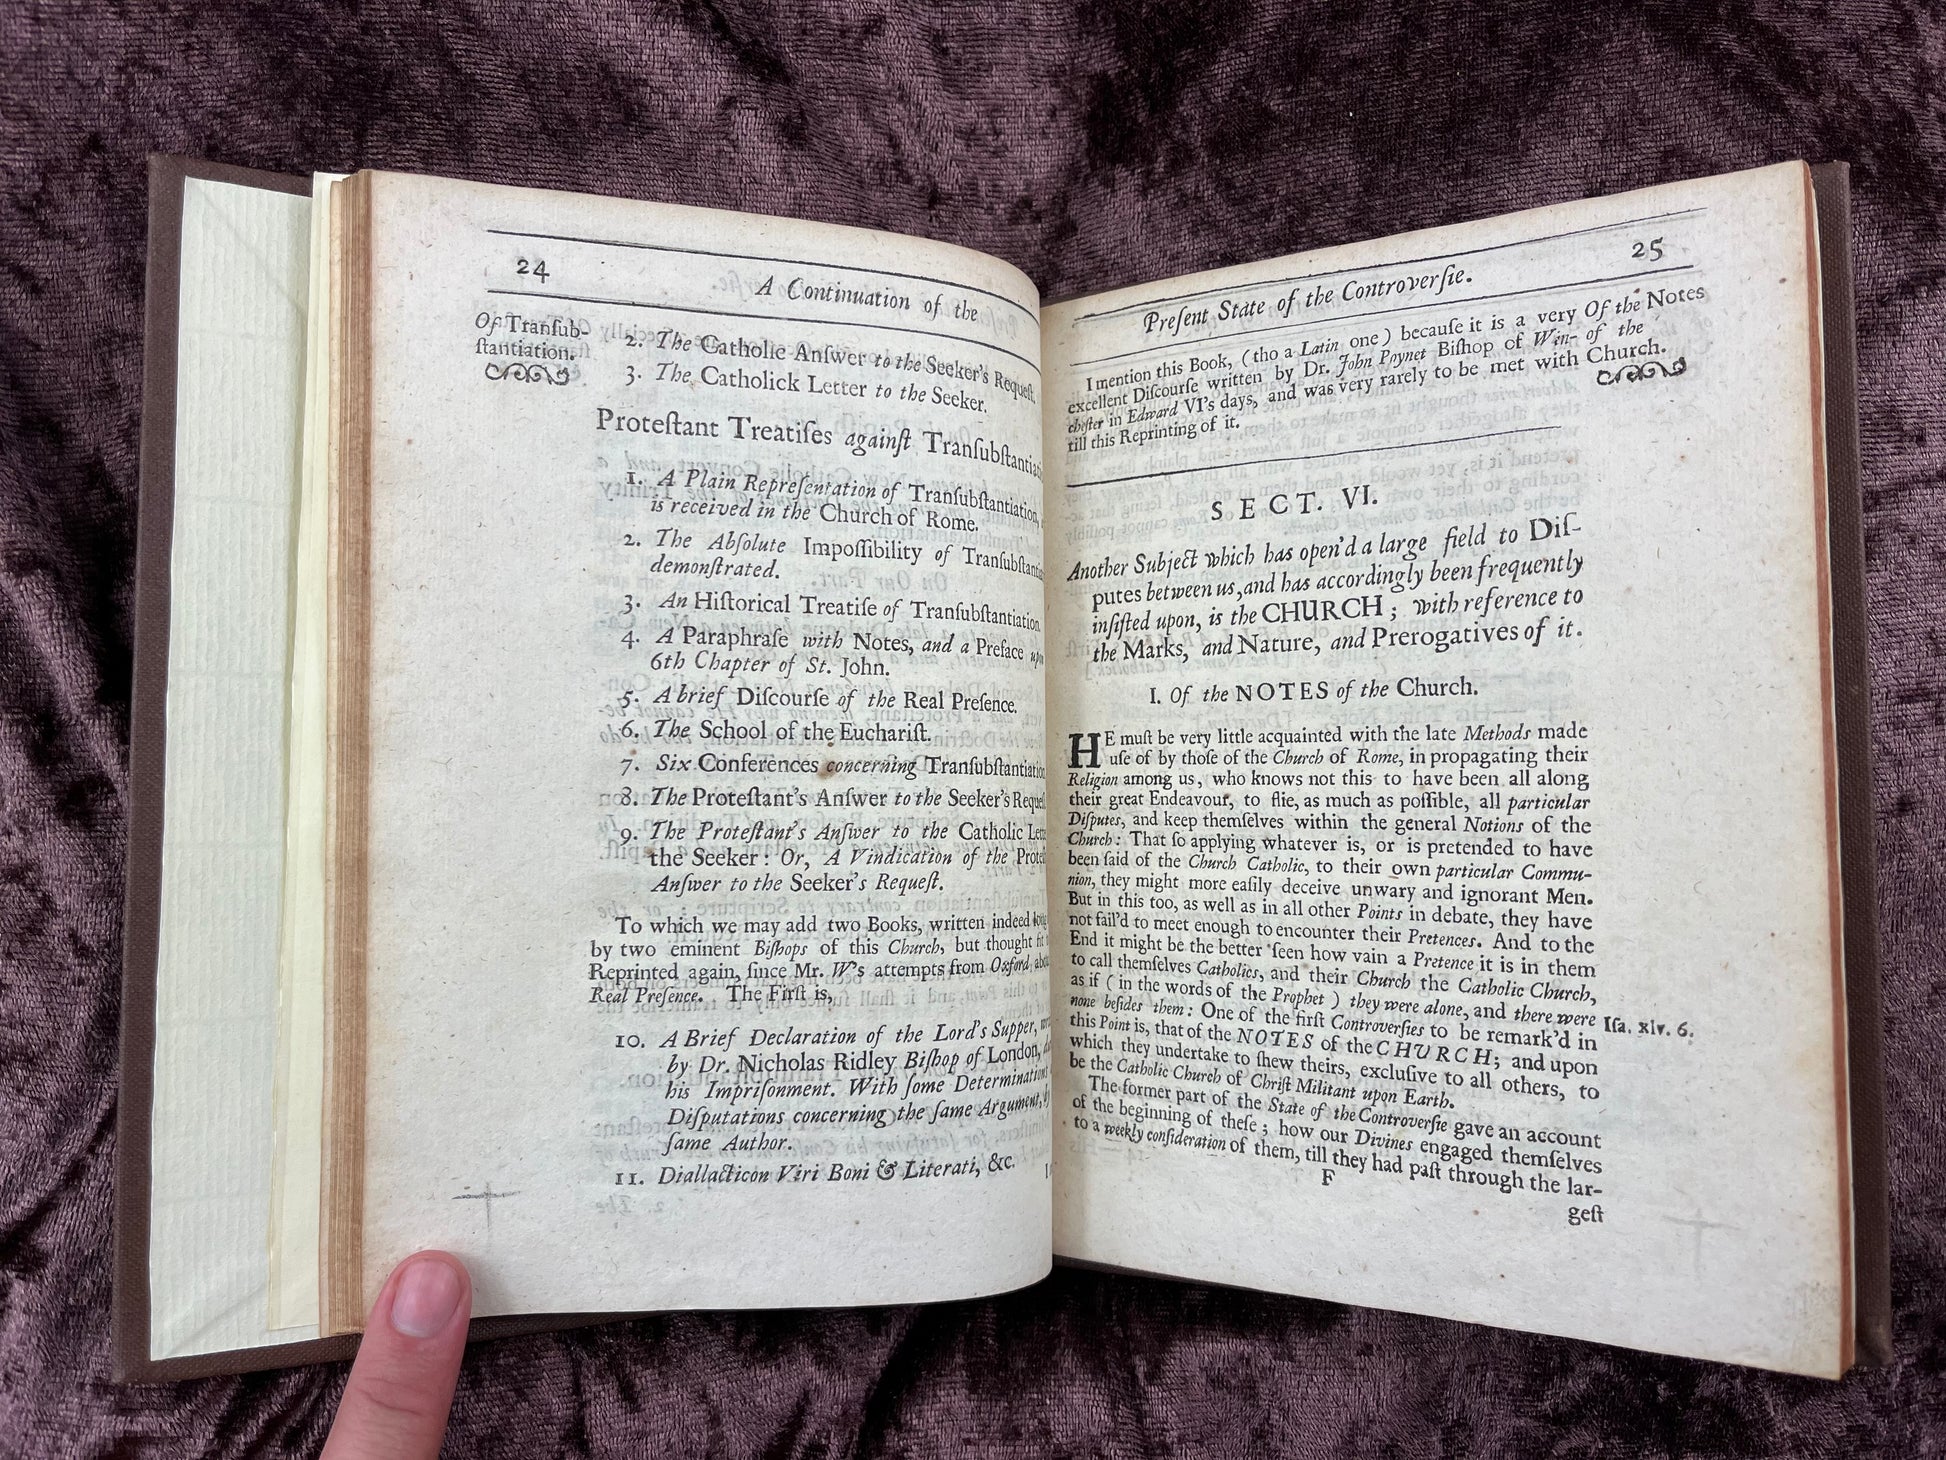 24
A Continuation of the
Of Tranſub-
ſtantiation.
2. The Catholic Anſwer to the Seeker's Requeſt.
3. The Catholick Letter to the Seeker.
Proteſtant Treatiſes againſt Tranſubſtantiati
1. A Plain Repreſentation of Tranſubſtantiation,
is received in the Church of Rome.
2. The Abſolute Impoſſibility of Tranſubſtantia
demonſtrated.
3. An Hiſtorical Treatiſe of Tranſubſtantiation.
4. A Paraphraſe with Notes, and a Preface upon
6th Chapter of St. John.
5. A brief Diſcourſe of the Real Preſence.
6. The School of the Euchariſt.
7. Six Conferences concerning Tranſubſtantiation
8. The Proteſtant's Anſwer to the Seeker's Requeſ
9. The Proteſtant's Anſwer to the Catholic Lette
the Seeker: Or, A Vindication of the Proteſ
Anſwer to the Seeker's Requeſt.
To which we may add two Books, written indeed long
by two eminent Biſhops of this Church, but thought fit
Reprinted again, ſince Mr. W's attempts from Oxford, abou
Real Preſence. The Firſt is,
10. A Brief Declaration of the Lord's Supper,
by Dr. Nicholas Ridley Biſhop of London,
his Impriſonment. With ſome Determinations
Diſputations concerning the ſame Argument,
ſame Author.
11. Diallacticon Viri Boni & Literati, &c.
Preſent State of the Controverſie.
25
I mention this Book, (tho a Latin one) becauſe it is a very
excellent Diſcourſe written by Dr. John Poynet Biſhop of Win-
cheſter in Edward VI's days, and was very rarely to be met with
till this Reprinting of it.
Of the Notes
of the
Church.
SECT. VI.
Another Subject which has open'd a large field to Diſ-
putes between us, and has accordingly been frequently
inſiſted upon, is the CHURCH; with reference to
the Marks, and Nature, and Prerogatives of it.
I. Of the NOTES of the Church.
HE muſt be very little acquainted with the late Methods made
uſe of by thoſe of the Church of Rome, in propagating their
Religion among us, who knows not this to have been all along
their great Endeavour, to flie, as much as poſſible, all particular
Diſputes, and keep themſelves within the general Notions of the
Church: That ſo applying whatever is, or is pretended to have
been ſaid of the Church Catholic, to their own particular Commu-
nion, they might more eaſily deceive unwary and ignorant Men.
But in this too, as well as in all other Points in debate, they have
not fail'd to meet enough to encounter their Pretences. And to the
End it might be the better ſeen how vain a Pretence it is in them
to call themſelves Catholics, and their Church the Catholic Church,
as if (in the words of the Prophet) they were alone, and there were
none beſides them: One of the firſt Controverſies to be remark'd in
this Point is, that of the NOTES of the CHURCH; and upon
which they undertake to ſhew theirs, excluſive to all others, to
be the Catholic Church of Chriſt Militant upon Earth.
Iſa. xlv. 6.
The former part of the State of the Controverſie gave an account
of the beginning of theſe; how our Divines engaged themſelves
to a weekly conſideration of them, till they had paſt through the lar-
F
geſt